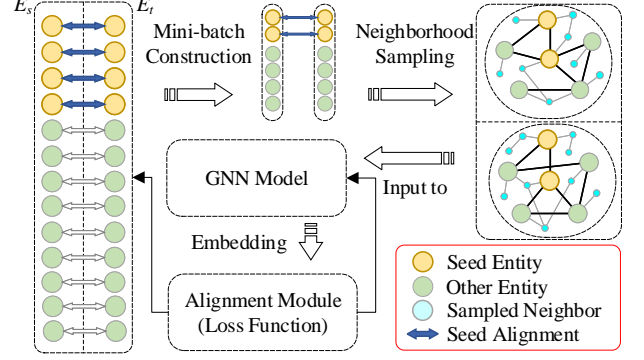 E_s
E_t
Mini-batch
Construction
Neighborhood
Sampling
GNN Model
Input to
Embedding
Alignment Module
(Loss Function)
Seed Entity
Other Entity
Sampled Neighbor
Seed Alignment